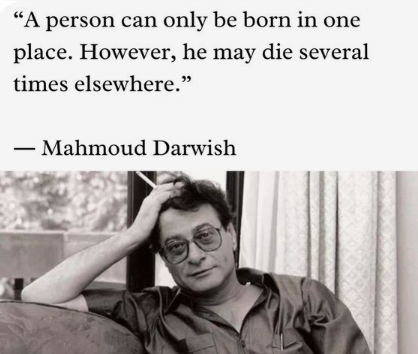 “A person can only be born in one
place. However, he may die several
times elsewhere.”
— Mahmoud Darwish